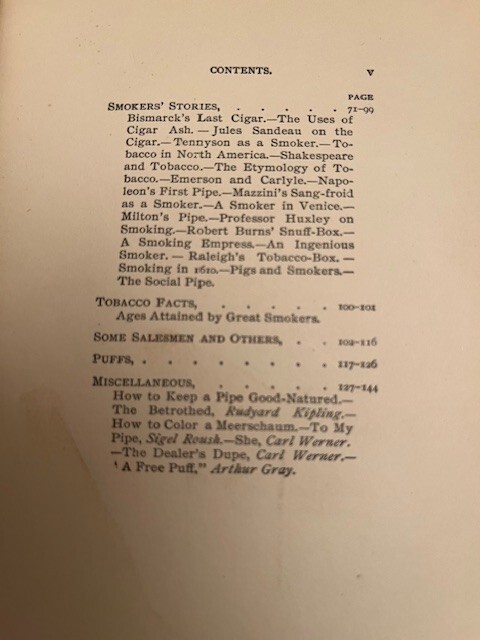 CONTENTS. v
PAGE
SMOKERS' STORIES, . . . . . 71-99
Bismarck's Last Cigar.—The Uses of
Cigar Ash.—Jules Sandeau on the
Cigar.—Tennyson as a Smoker.—To-
bacco in North America.—Shakespeare
and Tobacco.—The Etymology of To-
bacco.—Emerson and Carlyle.—Napo-
leon's First Pipe.—Mazzini's Sang-froid
as a Smoker.—A Smoker in Venice.—
Milton's Pipe.—Professor Huxley on
Smoking.—Robert Burns' Snuff-Box.—
A Smoking Empress.—An Ingenious
Smoker.—Raleigh's Tobacco-Box.—
Smoking in 1610.—Pigs and Smokers.—
The Social Pipe.
TOBACCO FACTS, . . . . . 100-101
Ages Attained by Great Smokers.
SOME SALESMEN AND OTHERS, . . 102-116
PUFFS, . . . . . . . . 117-126
MISCELLANEOUS, . . . . . 127-144
How to Keep a Pipe Good-Natured.—
The Betrothed, Rudyard Kipling.—
How to Color a Meerschaum.—To My
Pipe, Sigel Roush.—She, Carl Werner.
—The Dealer's Dupe, Carl Werner.—
'A Free Puff," Arthur Gray.